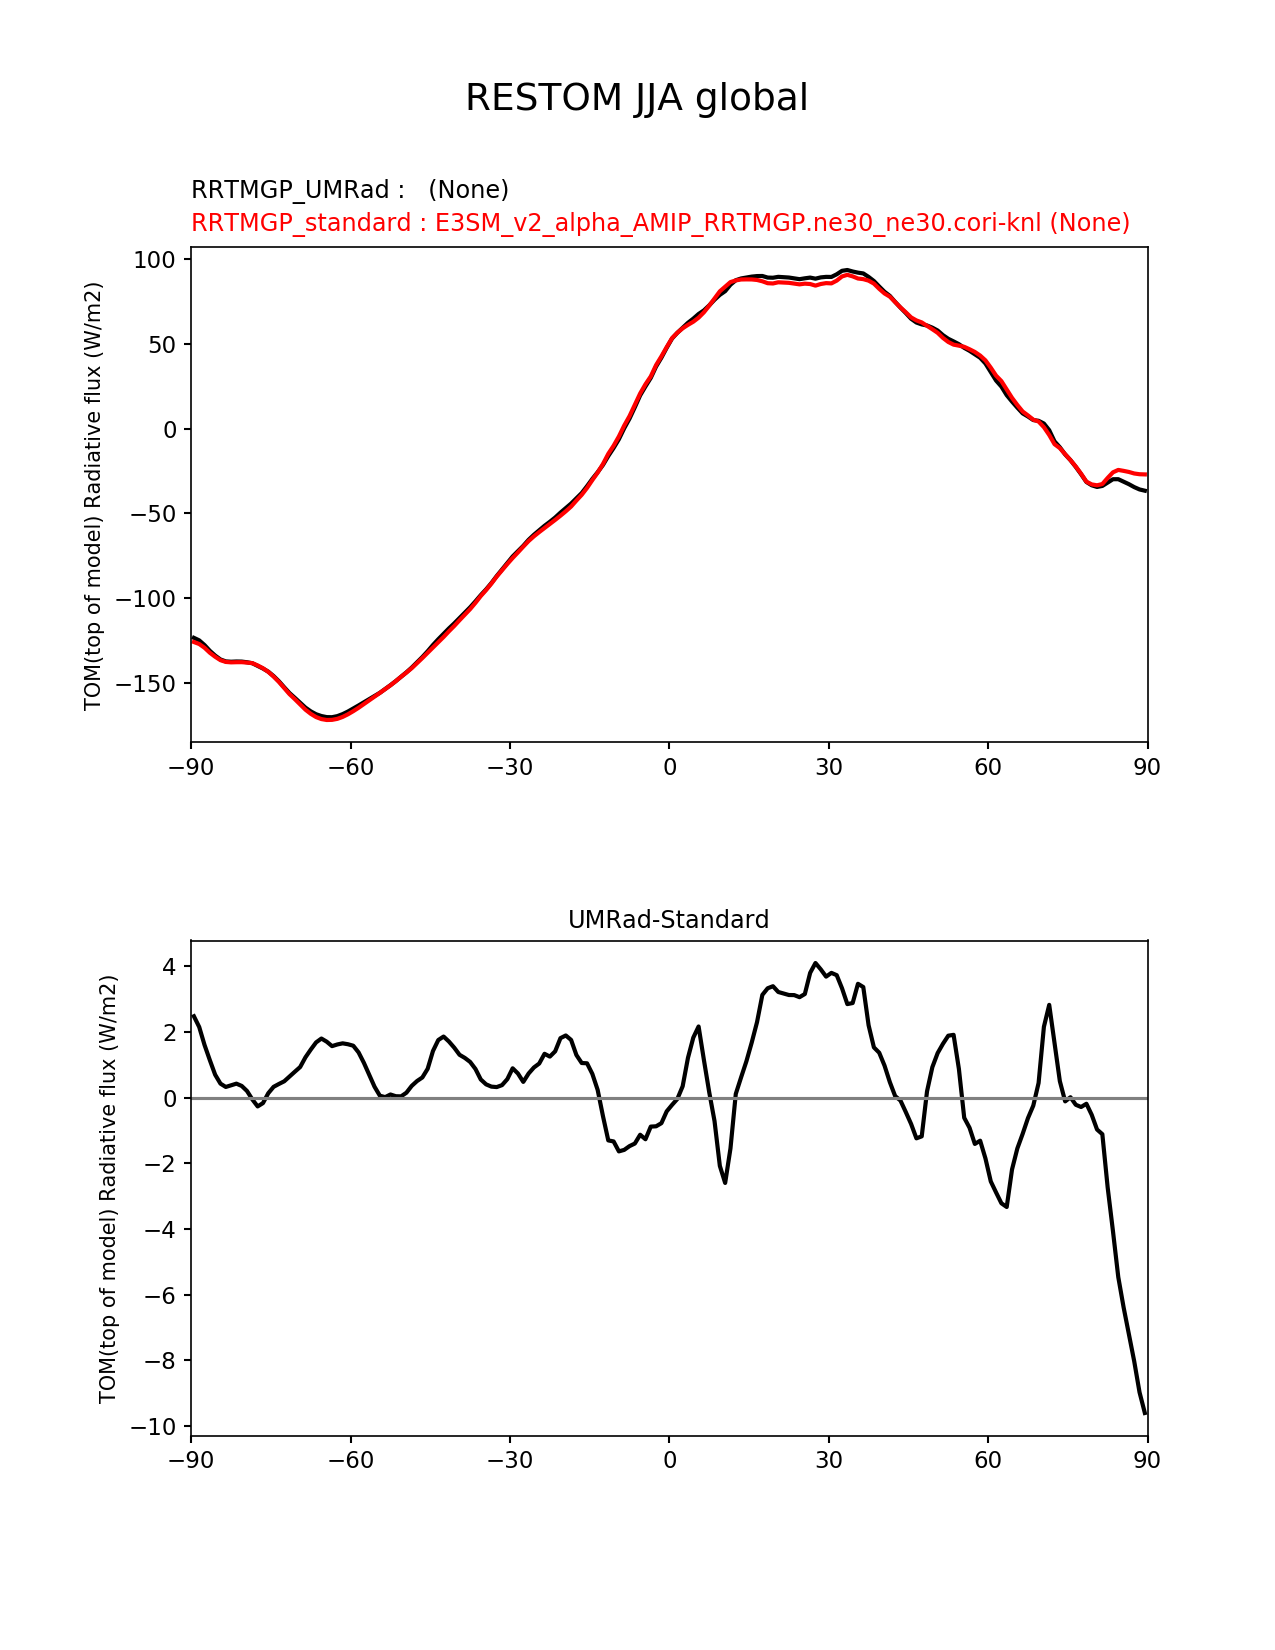 RESTOM JJA global
RRTMGP_UMRad :   (None)
RRTMGP_standard : E3SM_v2_alpha_AMIP_RRTMGP.ne30_ne30.cori-knl (None)
TOM(top of model) Radiative flux (W/m2)
100
50
0
−50
−100
−150
−90 −60 −30 0 30 60 90
UMRad-Standard
TOM(top of model) Radiative flux (W/m2)
4
2
0
−2
−4
−6
−8
−10
−90 −60 −30 0 30 60 90